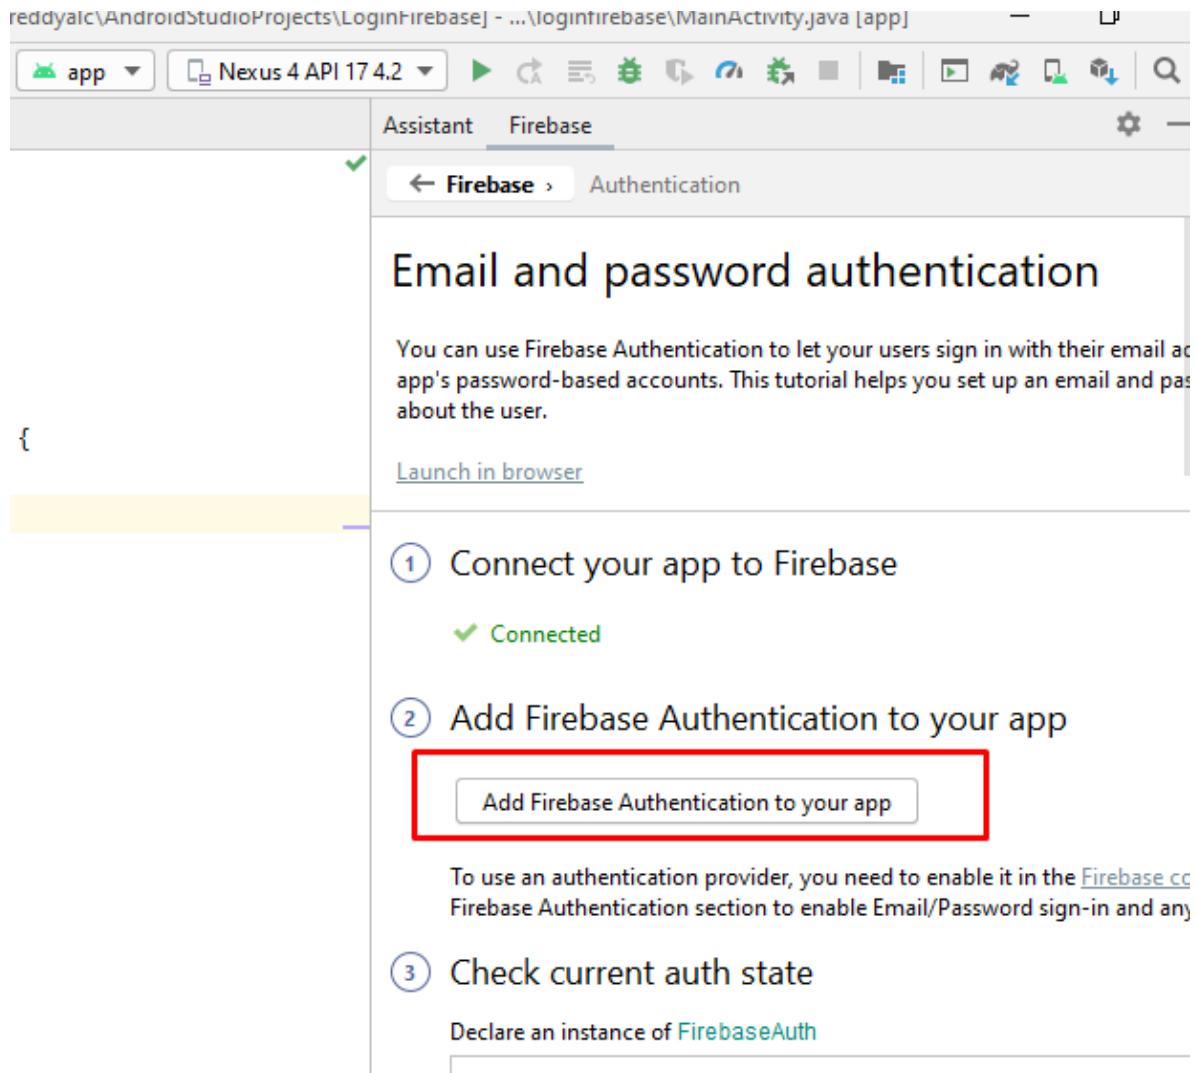 reddyalc\AndroidStudioProjects\LoginFirebase] - ...\loginfirebase\MainActivity.java [app]
app Nexus 4 API 17 4.2
Assistant Firebase
← Firebase › Authentication
Email and password authentication
You can use Firebase Authentication to let your users sign in with their email
app's password-based accounts. This tutorial helps you set up an email and
about the user.
{
Launch in browser
1 Connect your app to Firebase
Connected
2 Add Firebase Authentication to your app
Add Firebase Authentication to your app
To use an authentication provider, you need to enable it in the Firebase
Firebase Authentication section to enable Email/Password sign-in and any
3 Check current auth state
Declare an instance of FirebaseAuth